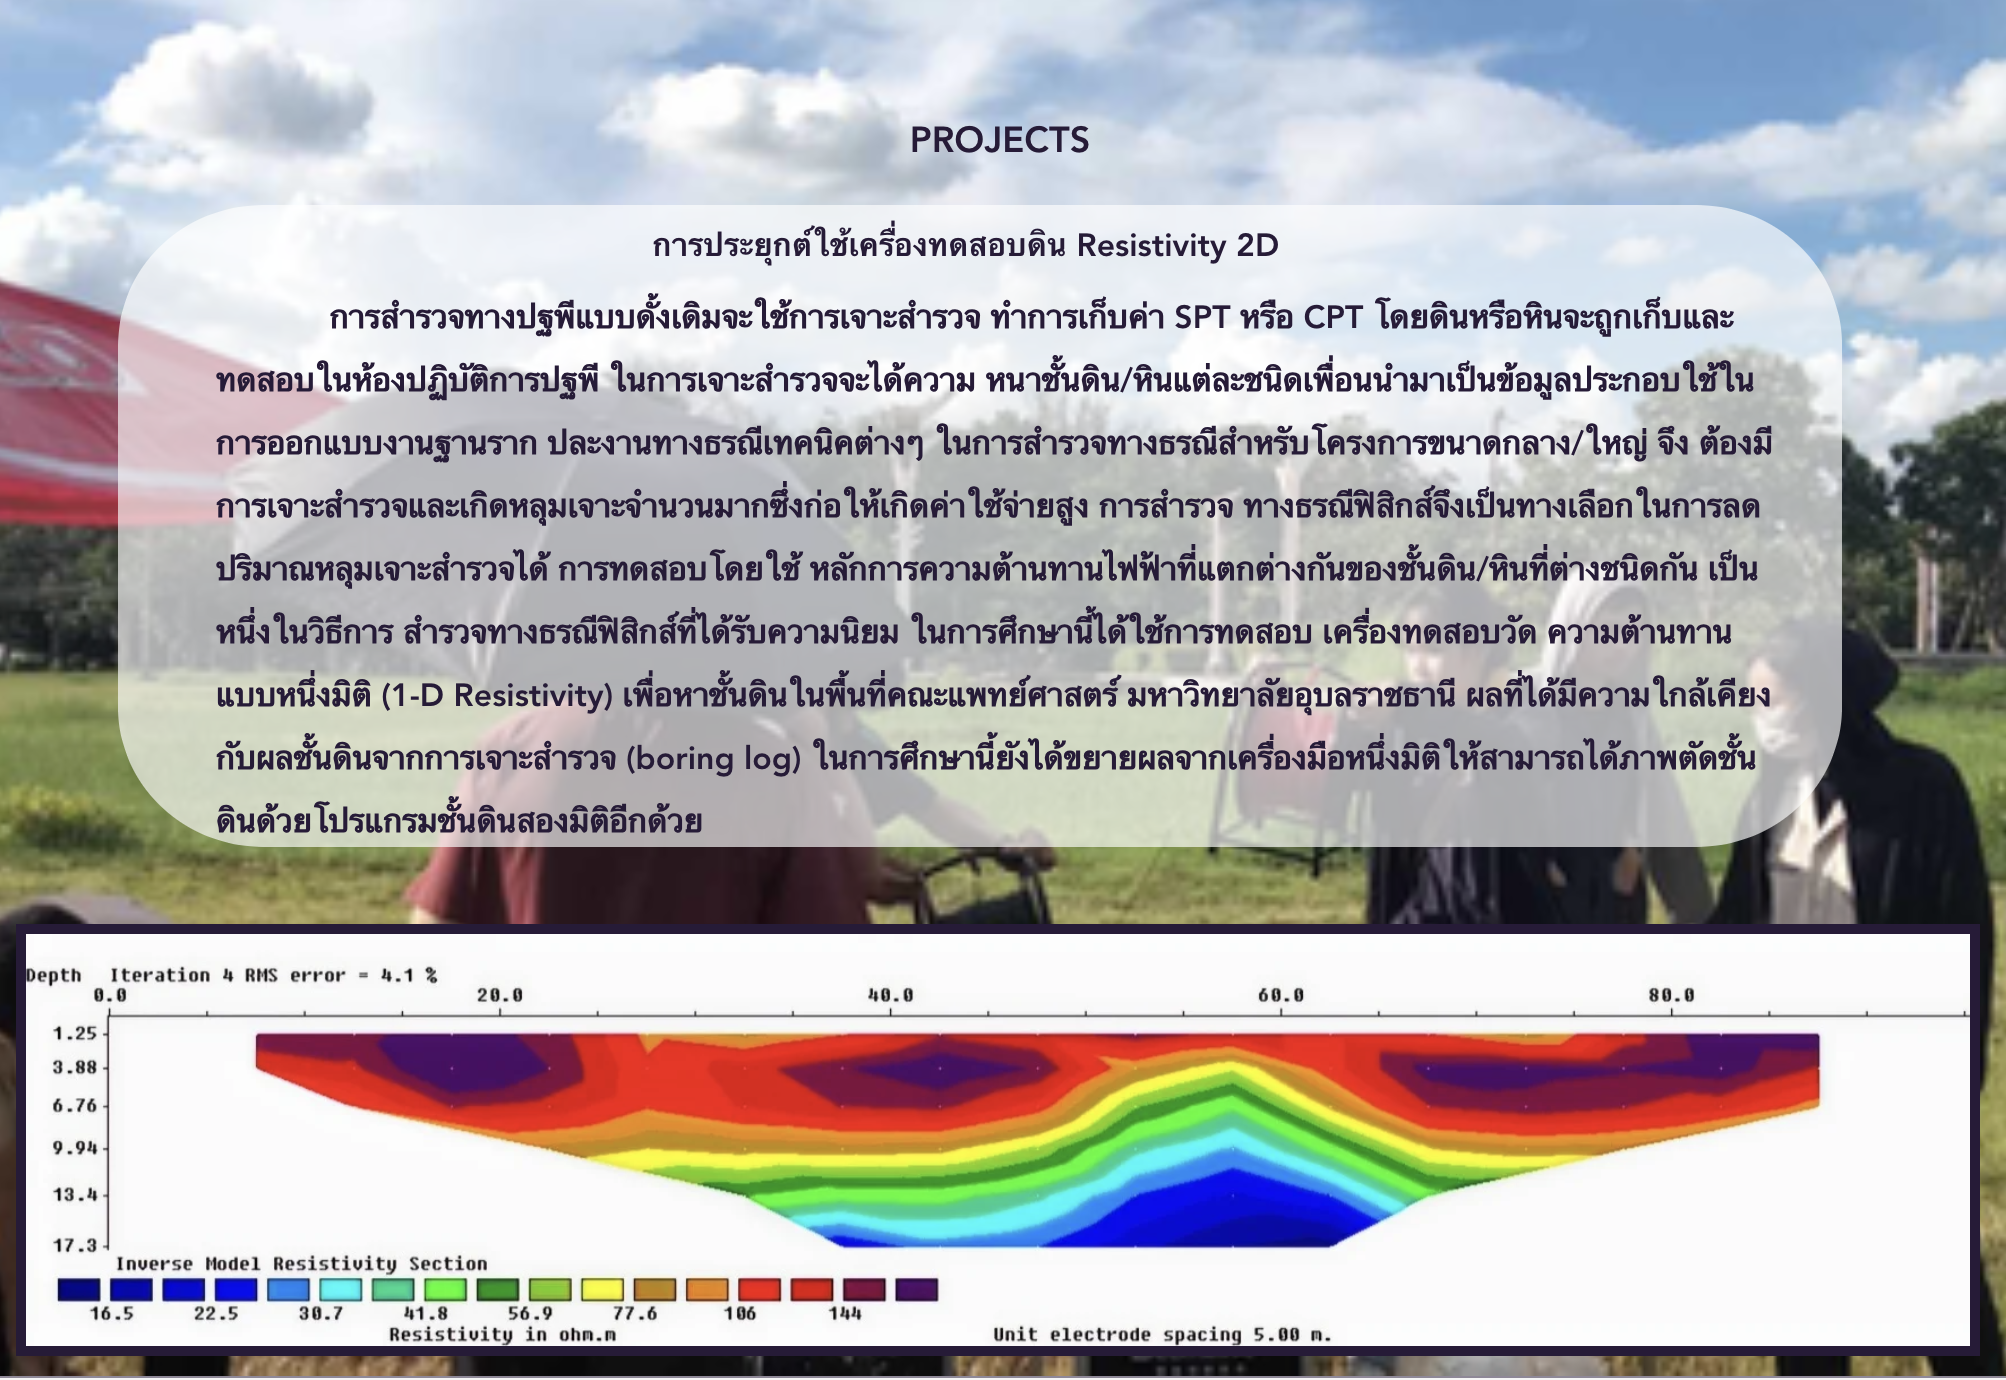 PROJECTS
การประยุกต์ใช้เครื่องทดสอบดิน Resistivity 2D
การสำรวจทางปฐพีแบบดั้งเดิมจะใช้การเจาะสำรวจ ทำการเก็บค่า SPT หรือ CPT โดยดินหรือหินจะถูกเก็บและ
ทดสอบในห้องปฏิบัติการปฐพี ในการเจาะสำรวจจะได้ความ หนาชั้นดิน/หินแต่ละชนิดเพื่อนนำมาเป็นข้อมูลประกอบใช้ใน
การออกแบบงานฐานราก ปละงานทางธรณีเทคนิคต่างๆ ในการสำรวจทางธรณีสำหรับโครงการขนาดกลาง/ใหญ่ จึง ต้องมี
การเจาะสำรวจและเกิดหลุมเจาะจำนวนมากซึ่งก่อให้เกิดค่าใช้จ่ายสูง การสำรวจ ทางธรณีฟิสิกส์จึงเป็นทางเลือกในการลด
ปริมาณหลุมเจาะสำรวจได้ การทดสอบโดยใช้ หลักการความต้านทานไฟฟ้าที่แตกต่างกันของชั้นดิน/หินที่ต่างชนิดกัน เป็น
หนึ่งในวิธีการ สำรวจทางธรณีฟิสิกส์ที่ได้รับความนิยม ในการศึกษานี้ได้ใช้การทดสอบ เครื่องทดสอบวัด ความต้านทาน
แบบหนึ่งมิติ (1-D Resistivity) เพื่อหาชั้นดินในพื้นที่คณะแพทย์ศาสตร์ มหาวิทยาลัยอุบลราชธานี ผลที่ได้มีความใกล้เคียง
กับผลชั้นดินจากการเจาะสำรวจ (boring log) ในการศึกษานี้ยังได้ขยายผลจากเครื่องมือหนึ่งมิติให้สามารถได้ภาพตัดชั้น
ดินด้วยโปรแกรมชั้นดินสองมิติอีกด้วย
Depth Iteration 4 RMS error = 4.1 %
0.0 20.0 40.0 60.0 80.0
1.25
3.88
6.76
9.94
13.4
17.3
Inverse Model Resistivity Section
16.5 22.5 30.7 41.8 56.9 77.6 106 144
Resistivity in ohm.m Unit electrode spacing 5.00 m.